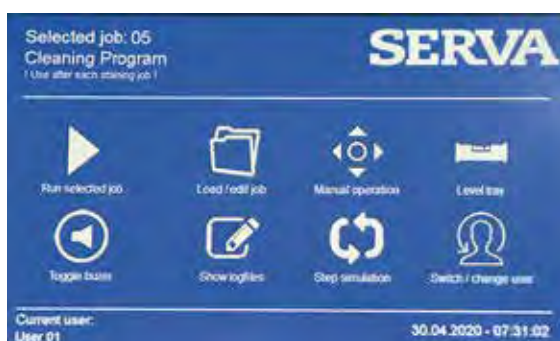 Selected job: 05
SERVA
Cleaning Program
! Use after each staining job !
Run selected job
Load / edit job
Manual operation
Level tray
Toggle buzer
Show logfiles
Step simulation
Switch / change user
Current user:
User 01
30.04.2020 - 07:31:02